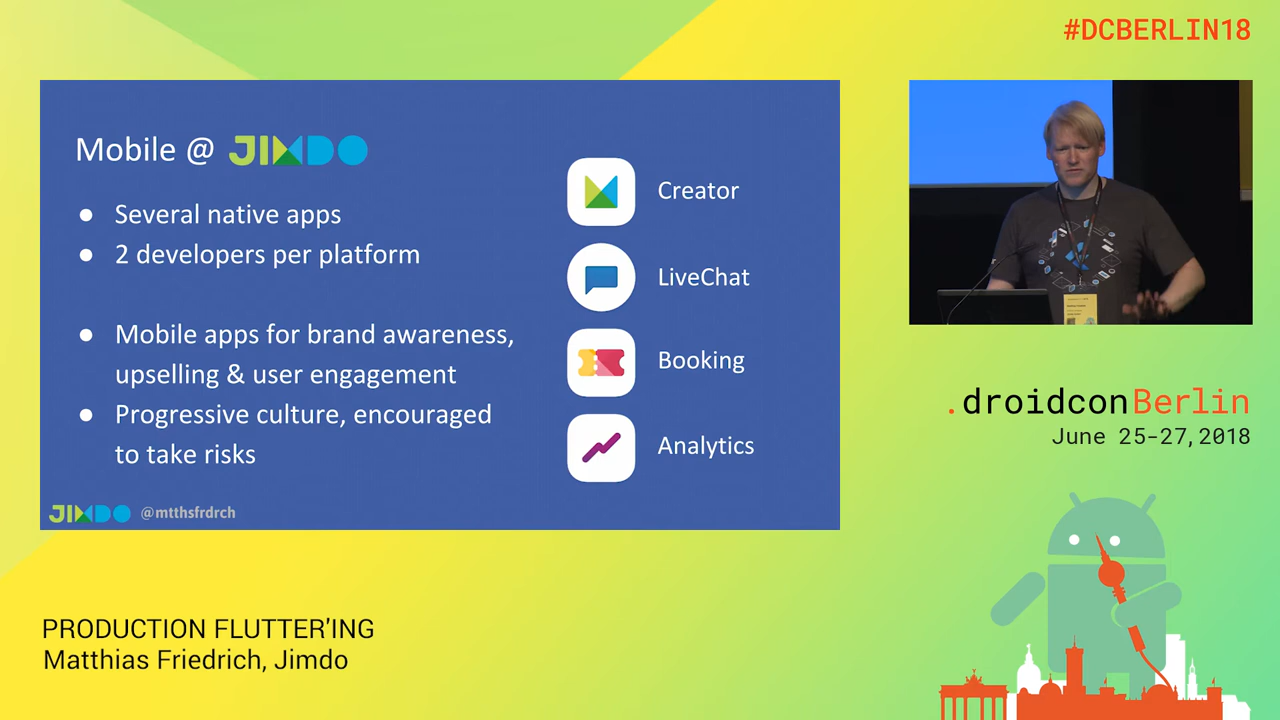 #DCBERLIN18
Mobile @ JIMDO
● Several native apps
● 2 developers per platform
● Mobile apps for brand awareness,
upselling & user engagement
● Progressive culture, encouraged
to take risks
Creator
LiveChat
Booking
Analytics
JIMDO @mtthsfrdrch
.droidconBerlin
June 25-27, 2018
PRODUCTION FLUTTER'ING
Matthias Friedrich, Jimdo